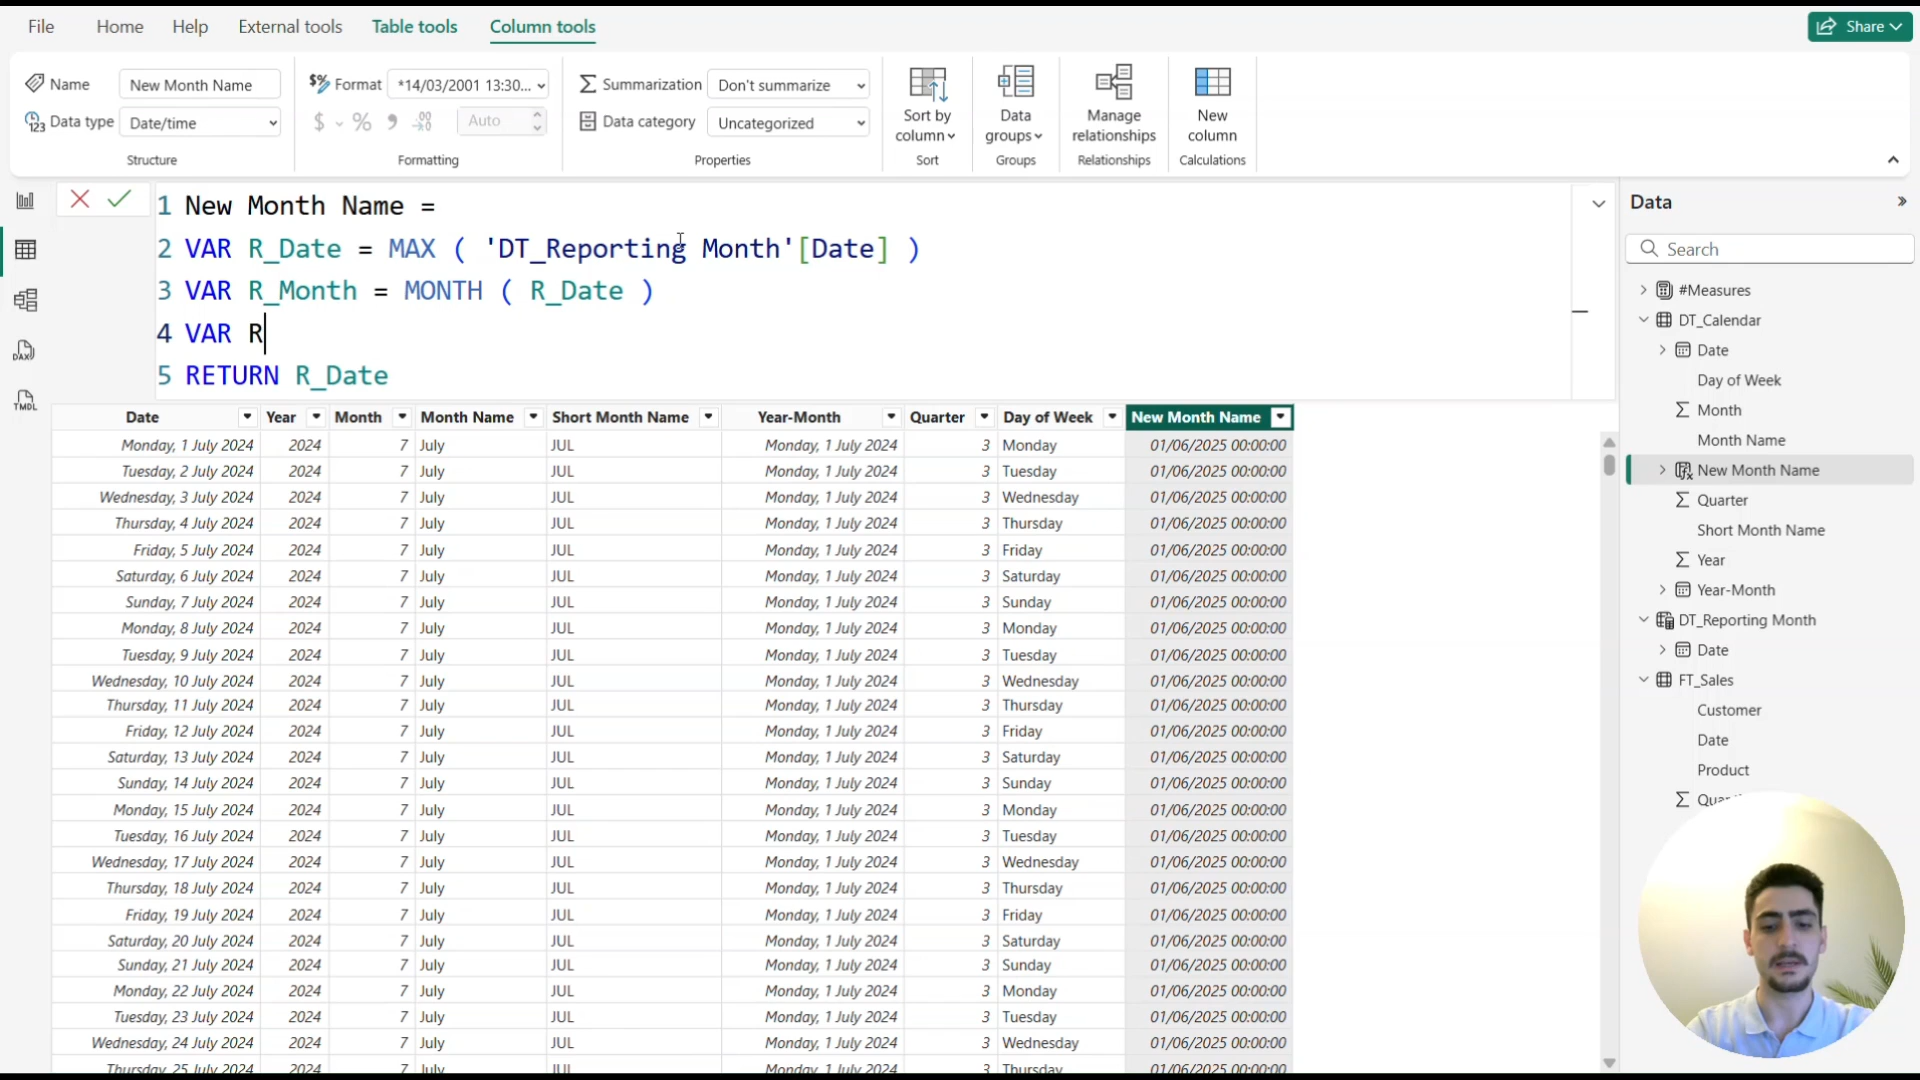 File Home Help External tools Table tools Column tools Share
Name New Month Name Format *14/03/2001 13:30... Summarization Don't summarize
Data type Date/time $ % Auto Data category Uncategorized
Sort by column Data groups Manage relationships New column
Structure Formatting Properties Sort Groups Relationships Calculations
1 New Month Name =
2 VAR R_Date = MAX ( 'DT_Reporting Month'[Date] )
3 VAR R_Month = MONTH ( R_Date )
4 VAR R
5 RETURN R_Date
DAX
TMDL
Date Year Month Month Name Short Month Name Year-Month Quarter Day of Week New Month Name
Monday, 1 July 2024 2024 7 July JUL Monday, 1 July 2024 3 Monday 01/06/2025 00:00:00
Tuesday, 2 July 2024 2024 7 July JUL Monday, 1 July 2024 3 Tuesday 01/06/2025 00:00:00
Wednesday, 3 July 2024 2024 7 July JUL Monday, 1 July 2024 3 Wednesday 01/06/2025 00:00:00
Thursday, 4 July 2024 2024 7 July JUL Monday, 1 July 2024 3 Thursday 01/06/2025 00:00:00
Friday, 5 July 2024 2024 7 July JUL Monday, 1 July 2024 3 Friday 01/06/2025 00:00:00
Saturday, 6 July 2024 2024 7 July JUL Monday, 1 July 2024 3 Saturday 01/06/2025 00:00:00
Sunday, 7 July 2024 2024 7 July JUL Monday, 1 July 2024 3 Sunday 01/06/2025 00:00:00
Monday, 8 July 2024 2024 7 July JUL Monday, 1 July 2024 3 Monday 01/06/2025 00:00:00
Tuesday, 9 July 2024 2024 7 July JUL Monday, 1 July 2024 3 Tuesday 01/06/2025 00:00:00
Wednesday, 10 July 2024 2024 7 July JUL Monday, 1 July 2024 3 Wednesday 01/06/2025 00:00:00
Thursday, 11 July 2024 2024 7 July JUL Monday, 1 July 2024 3 Thursday 01/06/2025 00:00:00
Friday, 12 July 2024 2024 7 July JUL Monday, 1 July 2024 3 Friday 01/06/2025 00:00:00
Saturday, 13 July 2024 2024 7 July JUL Monday, 1 July 2024 3 Saturday 01/06/2025 00:00:00
Sunday, 14 July 2024 2024 7 July JUL Monday, 1 July 2024 3 Sunday 01/06/2025 00:00:00
Monday, 15 July 2024 2024 7 July JUL Monday, 1 July 2024 3 Monday 01/06/2025 00:00:00
Tuesday, 16 July 2024 2024 7 July JUL Monday, 1 July 2024 3 Tuesday 01/06/2025 00:00:00
Wednesday, 17 July 2024 2024 7 July JUL Monday, 1 July 2024 3 Wednesday 01/06/2025 00:00:00
Thursday, 18 July 2024 2024 7 July JUL Monday, 1 July 2024 3 Thursday 01/06/2025 00:00:00
Friday, 19 July 2024 2024 7 July JUL Monday, 1 July 2024 3 Friday 01/06/2025 00:00:00
Saturday, 20 July 2024 2024 7 July JUL Monday, 1 July 2024 3 Saturday 01/06/2025 00:00:00
Sunday, 21 July 2024 2024 7 July JUL Monday, 1 July 2024 3 Sunday 01/06/2025 00:00:00
Monday, 22 July 2024 2024 7 July JUL Monday, 1 July 2024 3 Monday 01/06/2025 00:00:00
Tuesday, 23 July 2024 2024 7 July JUL Monday, 1 July 2024 3 Tuesday 01/06/2025 00:00:00
Wednesday, 24 July 2024 2024 7 July JUL Monday, 1 July 2024 3 Wednesday 01/06/2025 00:00:00
Thursday, 25 July 2024 2024 7 July JUL Monday, 1 July 2024 3 Thursday 01/06/2025 00:00:00
Data
Search
#Measures
DT_Calendar
Date
Day of Week
Month
Month Name
New Month Name
Quarter
Short Month Name
Year
Year-Month
DT_Reporting Month
Date
FT_Sales
Customer
Date
Product